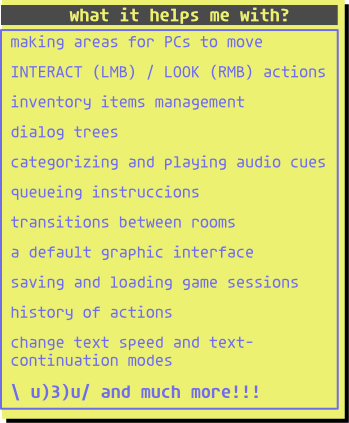 what it helps me with?
making areas for PCs to move
INTERACT (LMB) / LOOK (RMB) actions
inventory items management
dialog trees
categorizing and playing audio cues
queueing instruccions
transitions between rooms
a default graphic interface
saving and loading game sessions
history of actions
change text speed and text-
continuation modes
\ u)3)u/ and much more!!!